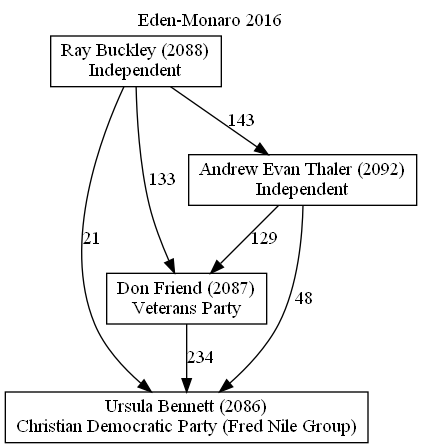 Eden-Monaro 2016
Ray Buckley (2088)
Independent
143
Andrew Evan Thaler (2092)
Independent
133
21
129
Don Friend (2087)
Veterans Party
48
234
Ursula Bennett (2086)
Christian Democratic Party (Fred Nile Group)